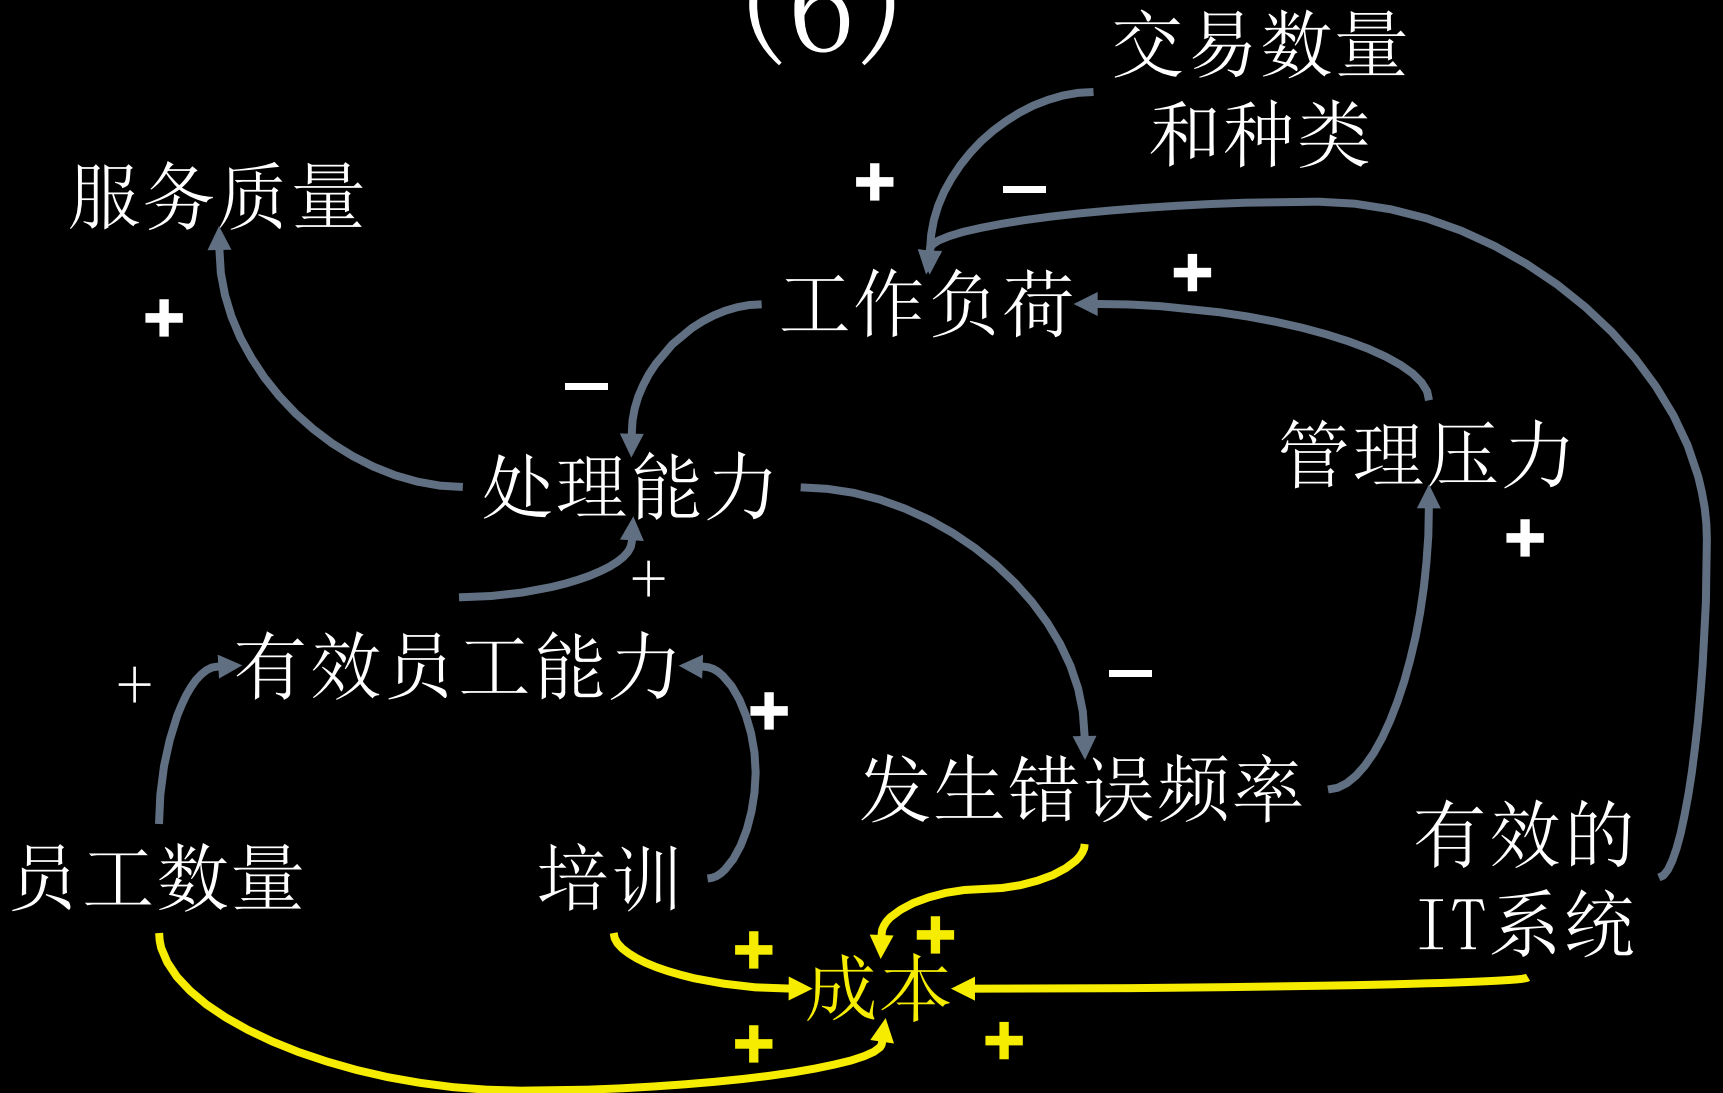 (6)
交易数量
和种类
服务质量
+
+
−
工作负荷
+
−
处理能力
管理压力
+
+
有效员工能力
+
+
−
发生错误频率
员工数量
培训
有效的
IT系统
+
+
成本
+
+